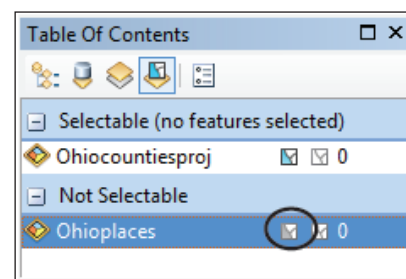 Table Of Contents
Selectable (no features selected)
Ohiocountiesproj 0
Not Selectable
Ohioplaces 0